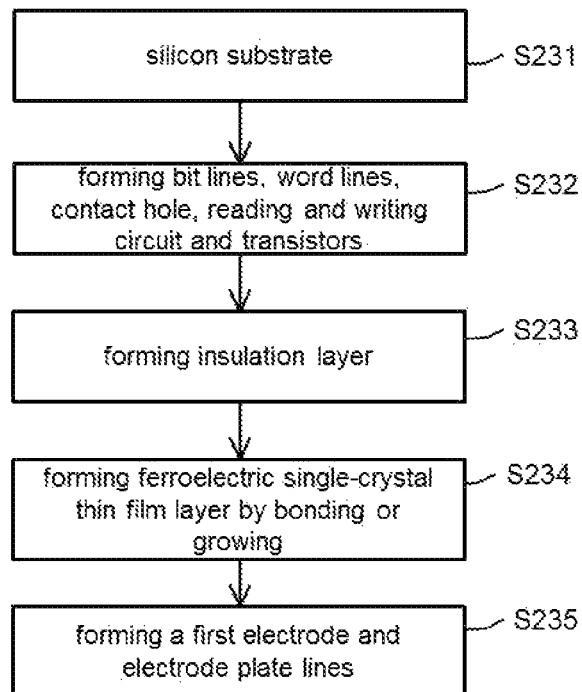 silicon substrate
S231
forming bit lines, word lines,
contact hole, reading and writing
circuit and transistors
S232
forming insulation layer
S233
forming ferroelectric single-crystal
thin film layer by bonding or
growing
S234
forming a first electrode and
electrode plate lines
S235